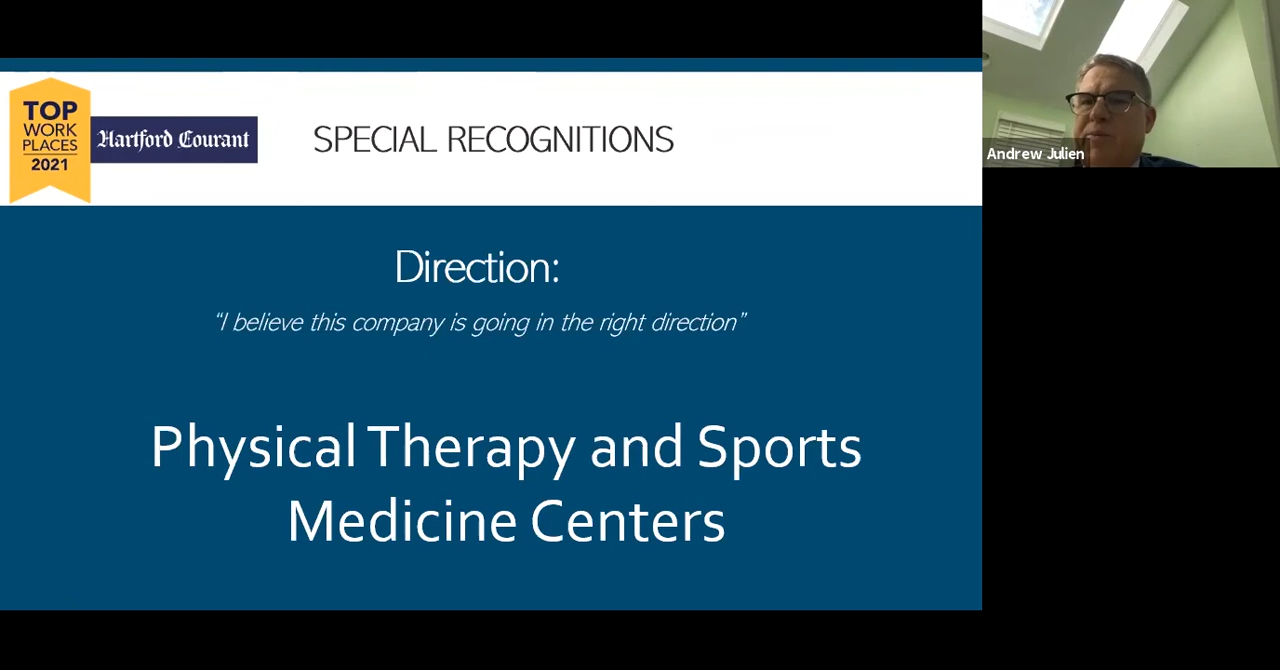 TOP
WORK
PLACES
2021
Hartford Courant
SPECIAL RECOGNITIONS
Andrew Julien
Direction:
“I believe this company is going in the right direction”
Physical Therapy and Sports
Medicine Centers